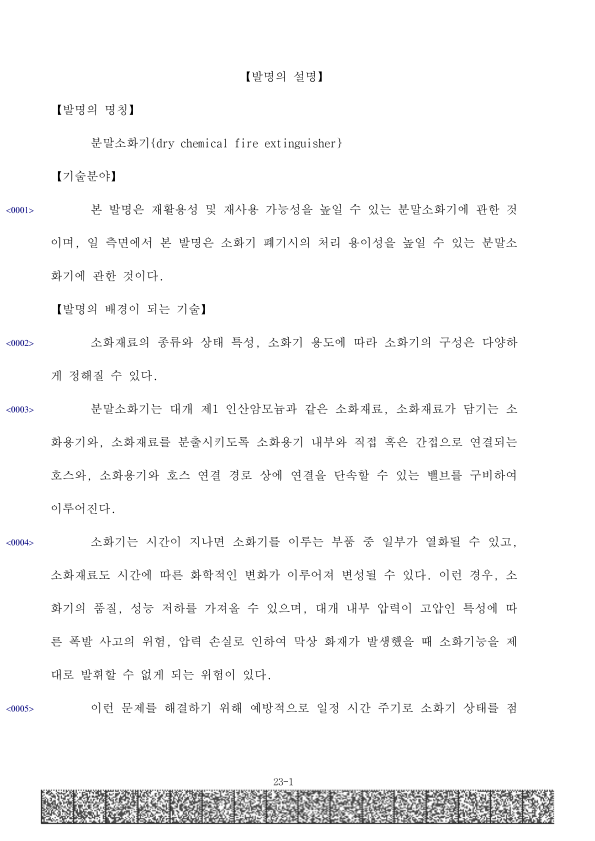 【발명의 설명】
【발명의 명칭】
분말소화기{dry chemical fire extinguisher}
【기술분야】
<0001> 본 발명은 재활용성 및 재사용 가능성을 높일 수 있는 분말소화기에 관한 것
이며, 일 측면에서 본 발명은 소화기 폐기시의 처리 용이성을 높일 수 있는 분말소
화기에 관한 것이다.
【발명의 배경이 되는 기술】
<0002> 소화재료의 종류와 상태 특성, 소화기 용도에 따라 소화기의 구성은 다양하
게 정해질 수 있다.
<0003> 분말소화기는 대개 제1 인산암모늄과 같은 소화재료, 소화재료가 담기는 소
화용기와, 소화재료를 분출시키도록 소화용기 내부와 직접 혹은 간접으로 연결되는
호스와, 소화용기와 호스 연결 경로 상에 연결을 단속할 수 있는 밸브를 구비하여
이루어진다.
<0004> 소화기는 시간이 지나면 소화기를 이루는 부품 중 일부가 열화될 수 있고,
소화재료도 시간에 따른 화학적인 변화가 이루어져 변성될 수 있다. 이런 경우, 소
화기의 품질, 성능 저하를 가져올 수 있으며, 대개 내부 압력이 고압인 특성에 따
른 폭발 사고의 위험, 압력 손실로 인하여 막상 화재가 발생했을 때 소화기능을 제
대로 발휘할 수 없게 되는 위험이 있다.
<0005> 이런 문제를 해결하기 위해 예방적으로 일정 시간 주기로 소화기 상태를 점
23-1